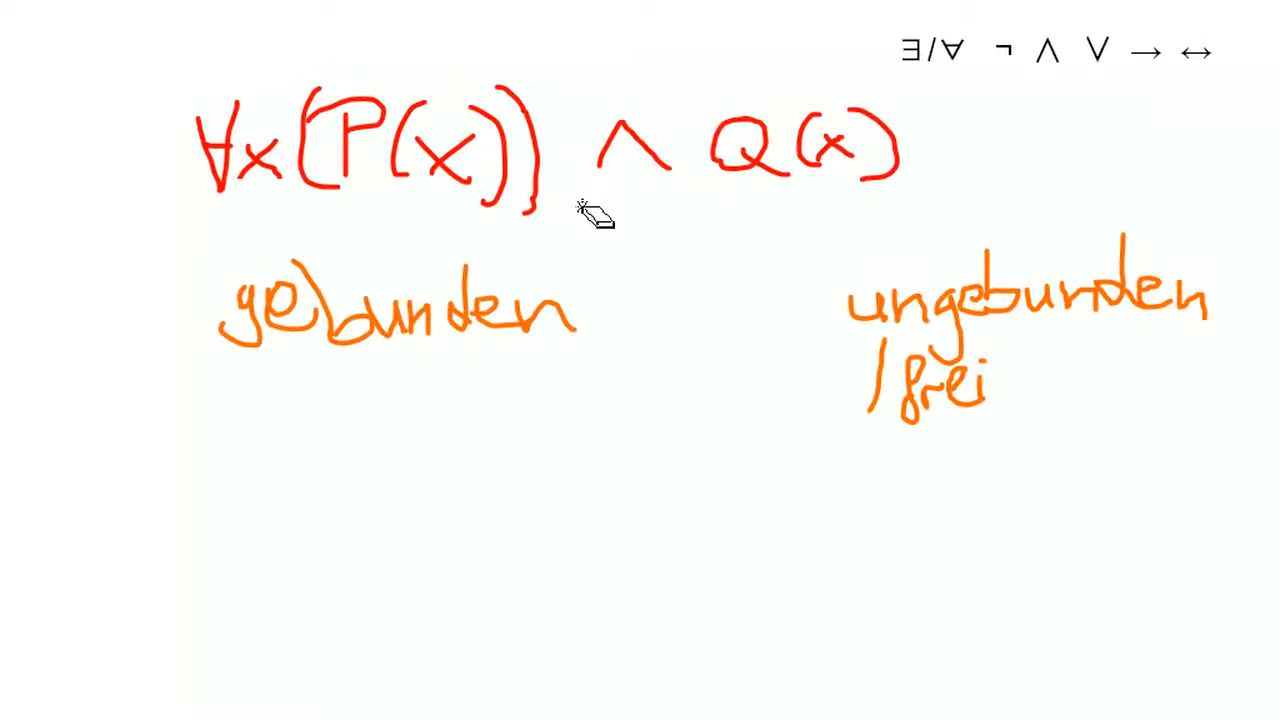 ∃/∀ ¬ ∧ ∨ → ↔
∀x(P(x)) ∧ Q(x)
gebunden ungebunden
/frei